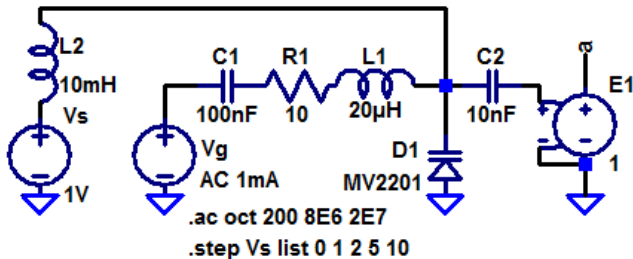 L2
10mH
Vs
1V
C1
100nF
R1
10
L1
20µH
C2
10nF
a
E1
1
Vg
AC 1mA
D1
MV2201
.ac oct 200 8E6 2E7
.step Vs list 0 1 2 5 10